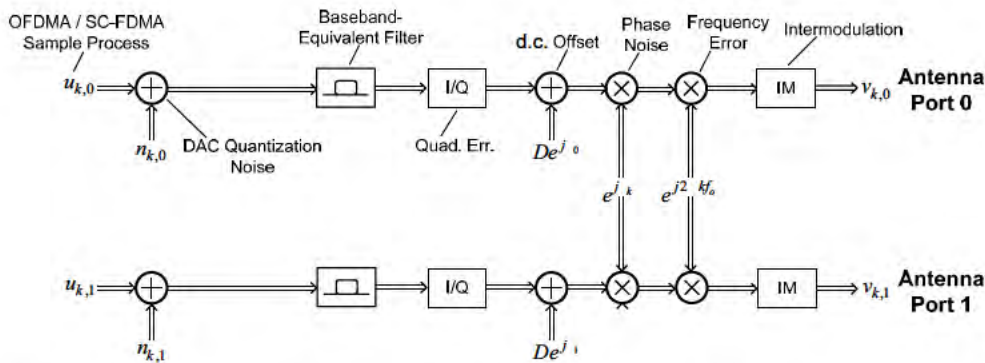 OFDMA / SC-FDMA
Sample Process
Baseband-
Equivalent Filter
d.c. Offset
Phase
Noise
Frequency
Error
Intermodulation
u_{k,0}
I/Q
IM
v_{k,0}
Antenna
Port 0
n_{k,0}
DAC Quantization
Noise
Quad. Err.
De^{j 0}
e^{j k}
e^{j2 kf_o}
u_{k,1}
I/Q
IM
v_{k,1}
Antenna
Port 1
n_{k,1}
De^{j 1}